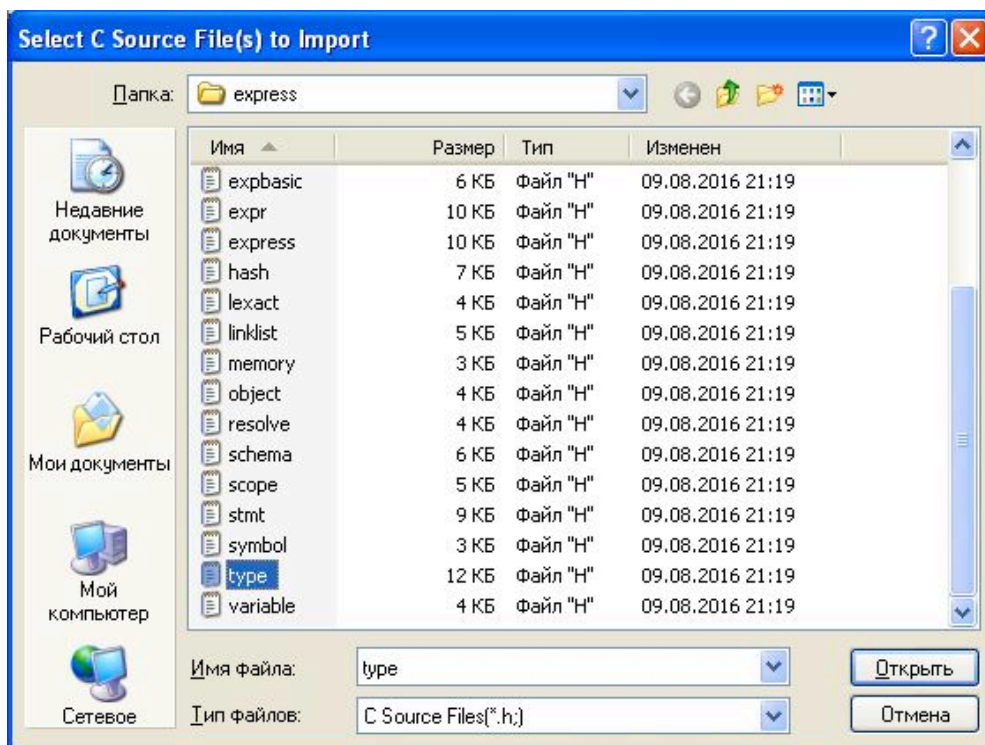 Select C Source File(s) to Import
Папка: express
Имя Размер Тип Изменен
expbasic 6 КБ Файл "H" 09.08.2016 21:19
expr 10 КБ Файл "H" 09.08.2016 21:19
express 10 КБ Файл "H" 09.08.2016 21:19
hash 7 КБ Файл "H" 09.08.2016 21:19
lexact 4 КБ Файл "H" 09.08.2016 21:19
linklist 5 КБ Файл "H" 09.08.2016 21:19
memory 3 КБ Файл "H" 09.08.2016 21:19
object 4 КБ Файл "H" 09.08.2016 21:19
resolve 4 КБ Файл "H" 09.08.2016 21:19
schema 6 КБ Файл "H" 09.08.2016 21:19
scope 5 КБ Файл "H" 09.08.2016 21:19
stmt 9 КБ Файл "H" 09.08.2016 21:19
symbol 3 КБ Файл "H" 09.08.2016 21:19
type 12 КБ Файл "H" 09.08.2016 21:19
variable 4 КБ Файл "H" 09.08.2016 21:19
Недавние
документы
Рабочий стол
Мои документы
Мой
компьютер
Сетевое
Имя файла: type Открыть
Тип файлов: C Source Files(*.h;) Отмена